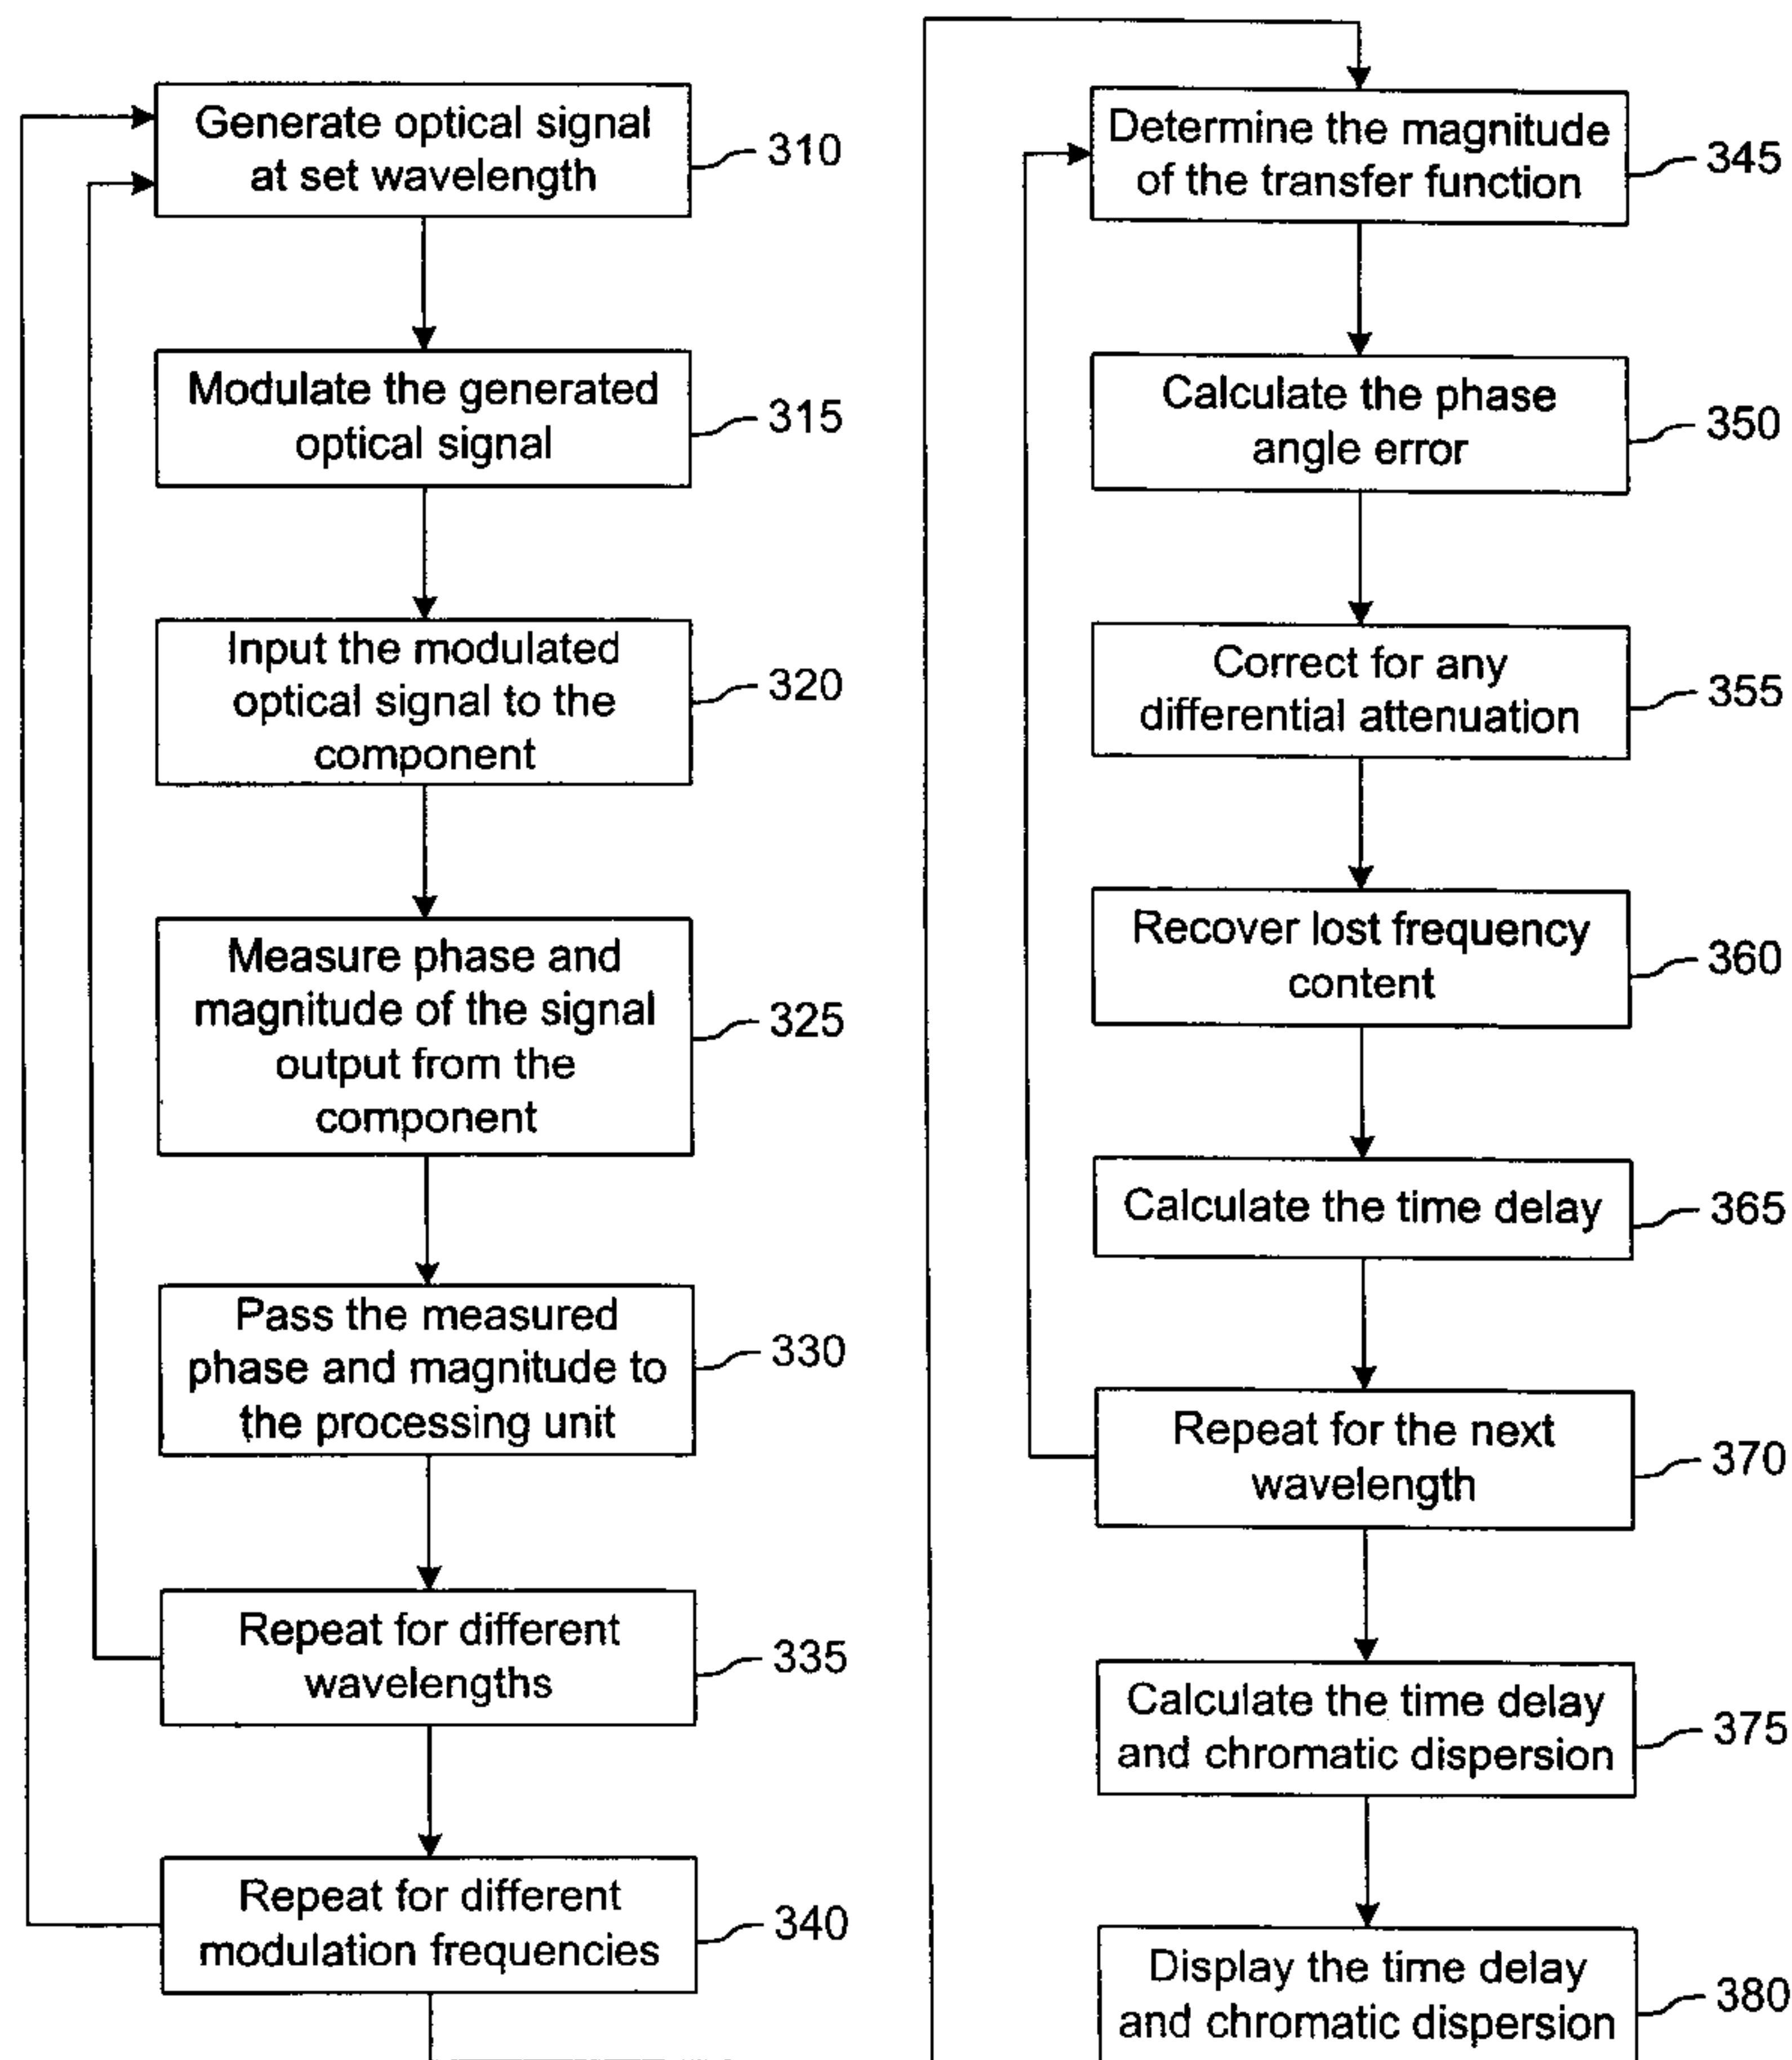 Generate optical signal
at set wavelength
310
Modulate the generated
optical signal
315
Input the modulated
optical signal to the
component
320
Measure phase and
magnitude of the signal
output from the
component
325
Pass the measured
phase and magnitude to
the processing unit
330
Repeat for different
wavelengths
335
Repeat for different
modulation frequencies
340
Determine the magnitude
of the transfer function
345
Calculate the phase
angle error
350
Correct for any
differential attenuation
355
Recover lost frequency
content
360
Calculate the time delay
365
Repeat for the next
wavelength
370
Calculate the time delay
and chromatic dispersion
375
Display the time delay
and chromatic dispersion
380